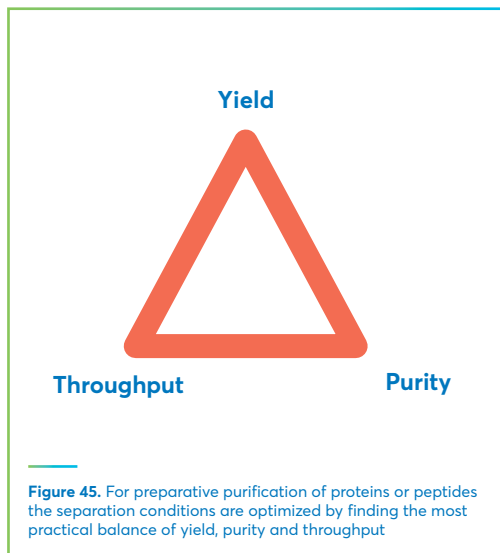 Yield
Throughput
Purity
Figure 45. For preparative purification of proteins or peptides
the separation conditions are optimized by finding the most
practical balance of yield, purity and throughput